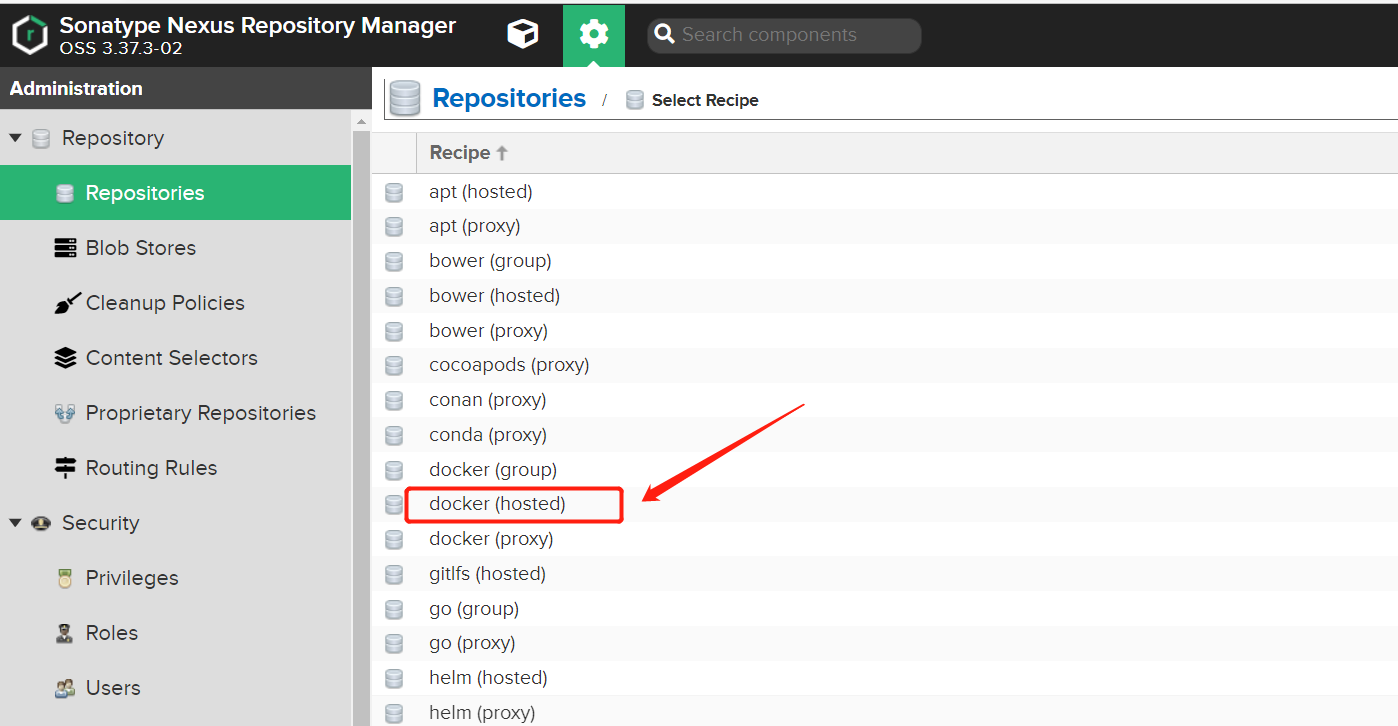 Sonatype Nexus Repository Manager
OSS 3.37.3-02
Search components
Administration
Repositories / Select Recipe
Repository
Repositories
Blob Stores
Cleanup Policies
Content Selectors
Proprietary Repositories
Routing Rules
Security
Privileges
Roles
Users
Recipe
apt (hosted)
apt (proxy)
bower (group)
bower (hosted)
bower (proxy)
cocoapods (proxy)
conan (proxy)
conda (proxy)
docker (group)
docker (hosted)
docker (proxy)
gitlfs (hosted)
go (group)
go (proxy)
helm (hosted)
helm (proxy)